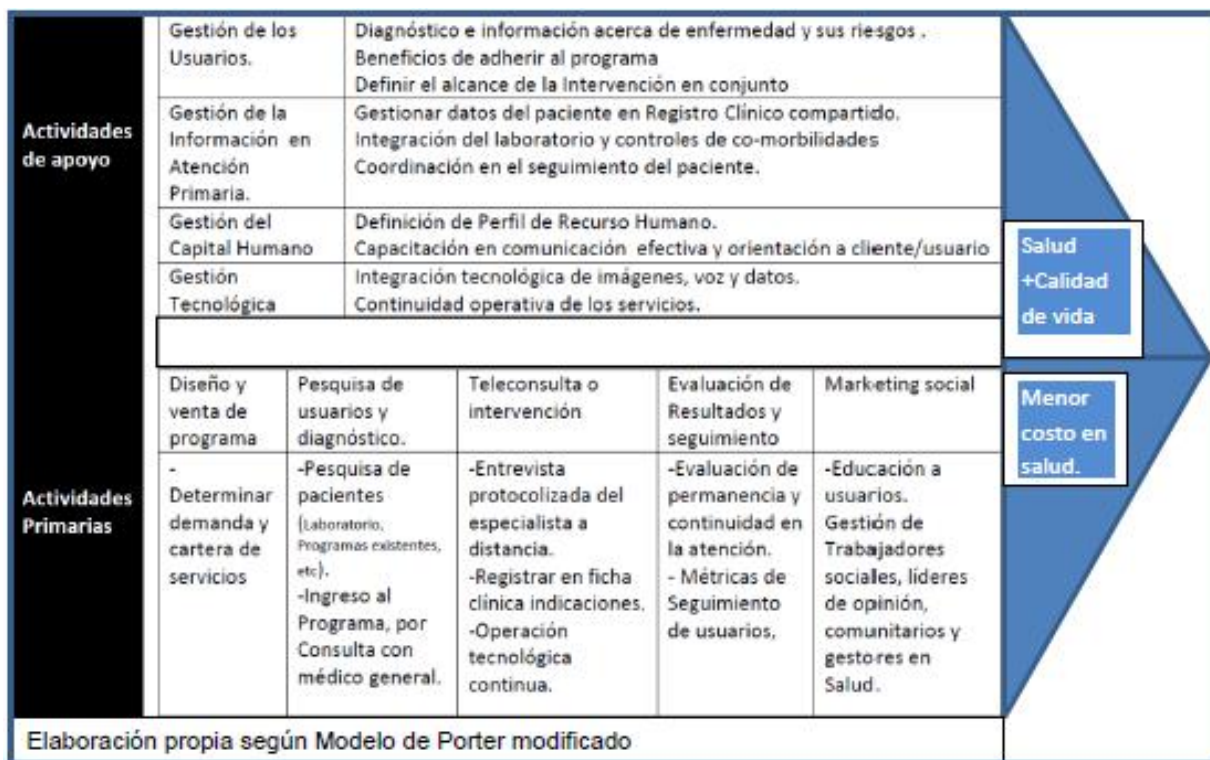 Actividades
de apoyo
Gestión de los
Usuarios.
Diagnóstico e información acerca de enfermedad y sus riesgos .
Beneficios de adherir al programa
Definir el alcance de la Intervención en conjunto
Gestión de la
Información en
Atención
Primaria.
Gestionar datos del paciente en Registro Clínico compartido.
Integración del laboratorio y controles de co-morbilidades
Coordinación en el seguimiento del paciente.
Gestión del
Capital Humano
Definición de Perfil de Recurso Humano.
Capacitación en comunicación efectiva y orientación a cliente/usuario
Gestión
Tecnológica
Integración tecnológica de imágenes, voz y datos.
Continuidad operativa de los servicios.
Salud
+Calidad
de vida
Actividades
Primarias
Diseño y
venta de
programa
Pesquisa de
usuarios y
diagnóstico.
Teleconsulta o
intervención
Evaluación de
Resultados y
seguimiento
Marketing social
-
Determinar
demanda y
cartera de
servicios
-Pesquisa de
pacientes
(Laboratorio,
Programas existentes,
etc).
-Ingreso al
Programa, por
Consulta con
médico general.
-Entrevista
protocolizada del
especialista a
distancia.
-Registrar en ficha
clínica indicaciones.
-Operación
tecnológica
continua.
-Evaluación de
permanencia y
continuidad en
la atención.
- Métricas de
Seguimiento
de usuarios,
-Educación a
usuarios.
Gestión de
Trabajadores
sociales, líderes
de opinión,
comunitarios y
gestores en
Salud.
Menor
costo en
salud.
Elaboración propia según Modelo de Porter modificado